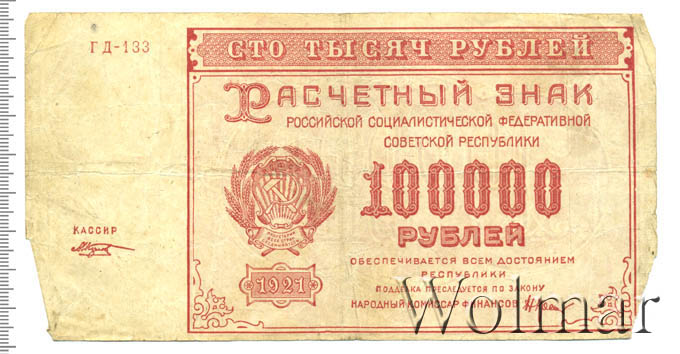 ГД-133
СТО ТЫСЯЧ РУБЛЕЙ
РАСЧЕТНЫЙ ЗНАК
РОССИЙСКОЙ СОЦИАЛИСТИЧЕСКОЙ ФЕДЕРАТИВНОЙ
СОВЕТСКОЙ РЕСПУБЛИКИ
100000
РУБЛЕЙ
ОБЕСПЕЧИВАЕТСЯ ВСЕМ ДОСТОЯНИЕМ
РЕСПУБЛИКИ
ПОДДЕЛКА ПРЕСЛЕДУЕТСЯ ПО ЗАКОНУ
НАРОДНЫЙ КОМИССАР ФИНАНСОВ
КАССИР
1921
Wolmar